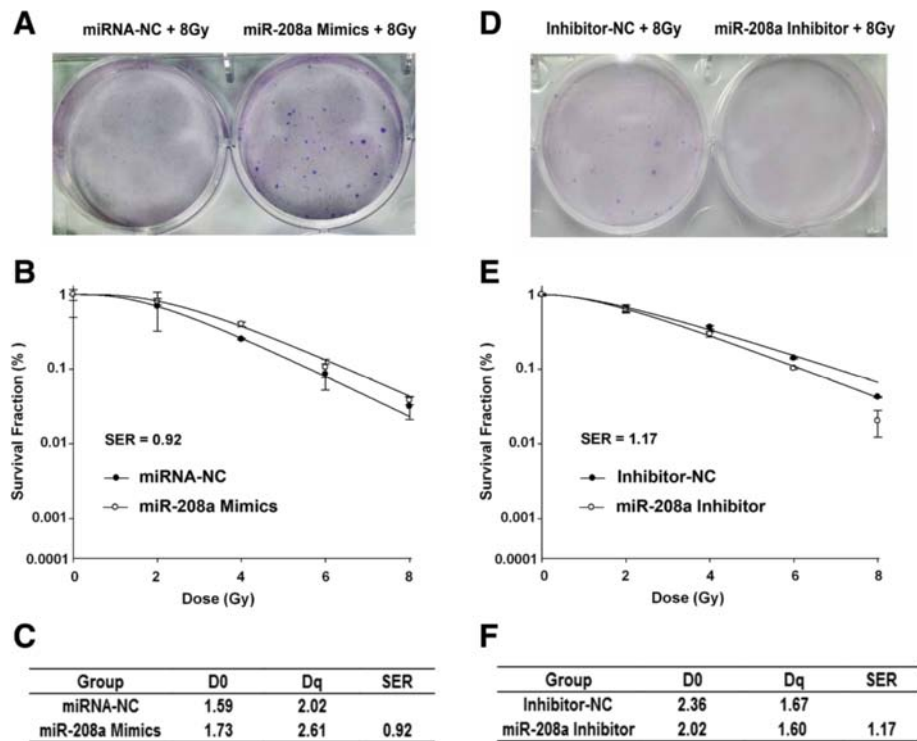 A
miRNA-NC + 8Gy miR-208a Mimics + 8Gy
D
Inhibitor-NC + 8Gy miR-208a Inhibitor + 8Gy
B
Survival Fraction (%)
1
0.1
0.01
0.001
0.0001
SER = 0.92
miRNA-NC
miR-208a Mimics
0 2 4 6 8
Dose (Gy)
E
Survival Fraction (%)
1
0.1
0.01
0.001
0.0001
SER = 1.17
Inhibitor-NC
miR-208a Inhibitor
0 2 4 6 8
Dose (Gy)
C
Group D0 Dq SER
miRNA-NC 1.59 2.02
miR-208a Mimics 1.73 2.61 0.92
F
Group D0 Dq SER
Inhibitor-NC 2.36 1.67
miR-208a Inhibitor 2.02 1.60 1.17